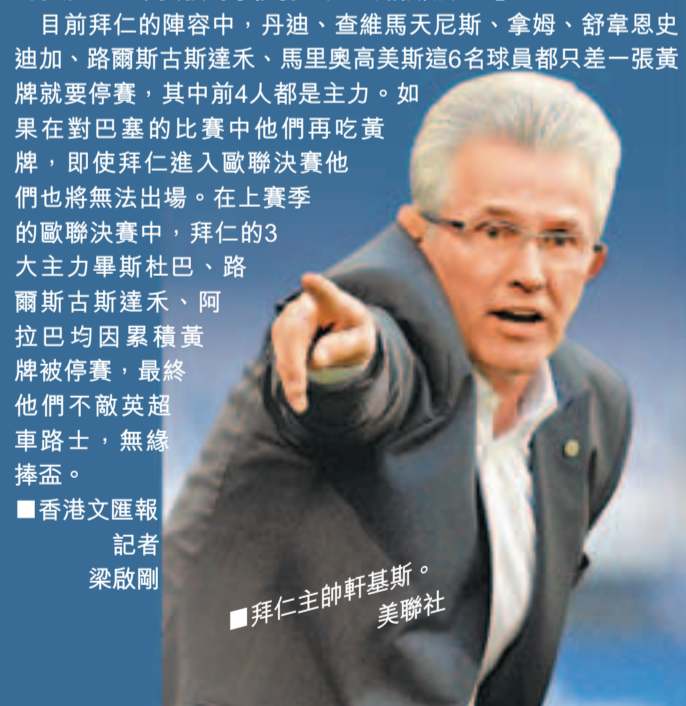 目前拜仁的陣容中，丹迪、查維馬天尼斯、拿姆、舒韋恩史
迪加、路爾斯古斯達禾、馬里奧高美斯這6名球員都只差一張黃
牌就要停賽，其中前4人都是主力。如
果在對巴塞的比賽中他們再吃黃
牌，即使拜仁進入歐聯決賽他
們也將無法出場。在上賽季
的歐聯決賽中，拜仁的3
大主力畢斯杜巴、路
爾斯古斯達禾、阿
拉巴均因累積黃
牌被停賽，最終
他們不敵英超
車路士，無緣
捧盃。
■香港文匯報
記者
梁啟剛
■拜仁主帥軒基斯。
美聯社